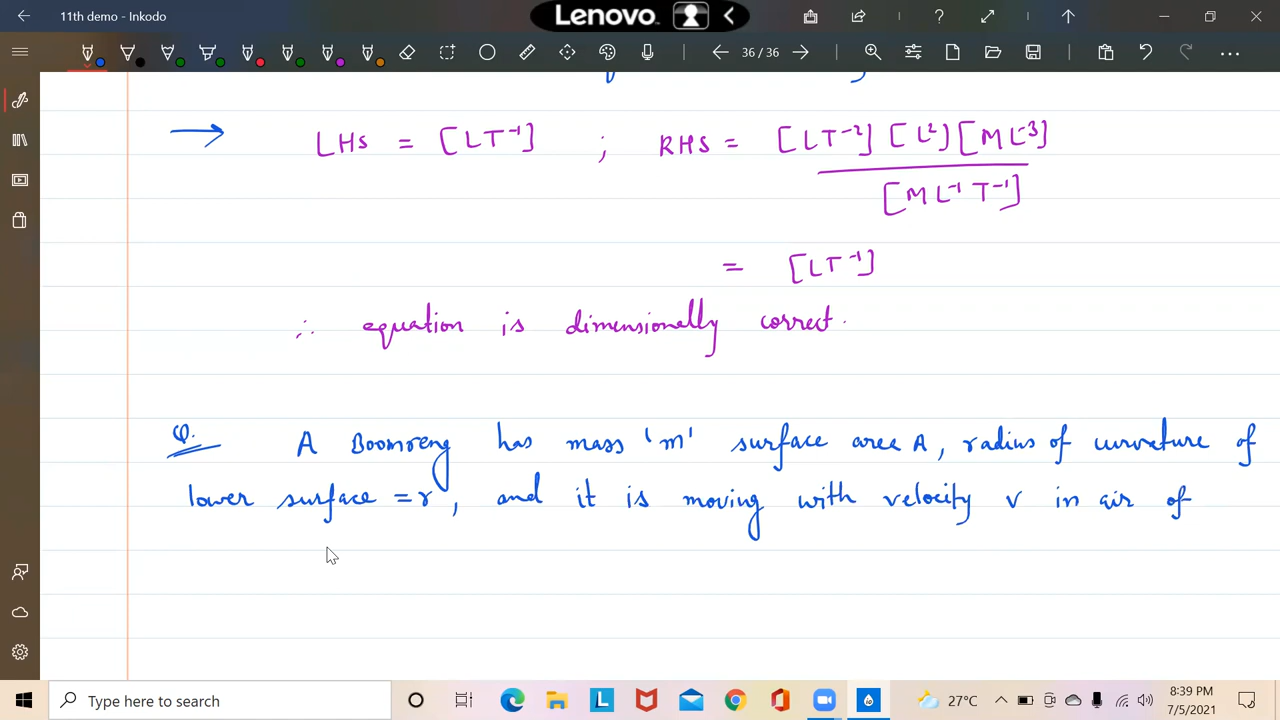 11th demo - Inkodo
Lenovo
36/36
LHS = [LT⁻¹] ; RHS = [LT⁻²] [L²) [ML⁻³]
[ML⁻¹ T⁻¹]
= [LT⁻¹]
∴ equation is dimensionally correct.
Q. A Boomreng has mass 'm' surface area A, radius of curvature of
lower surface = r, and it is moving with velocity v in air of
Type here to search
27°C
8:39 PM
7/5/2021